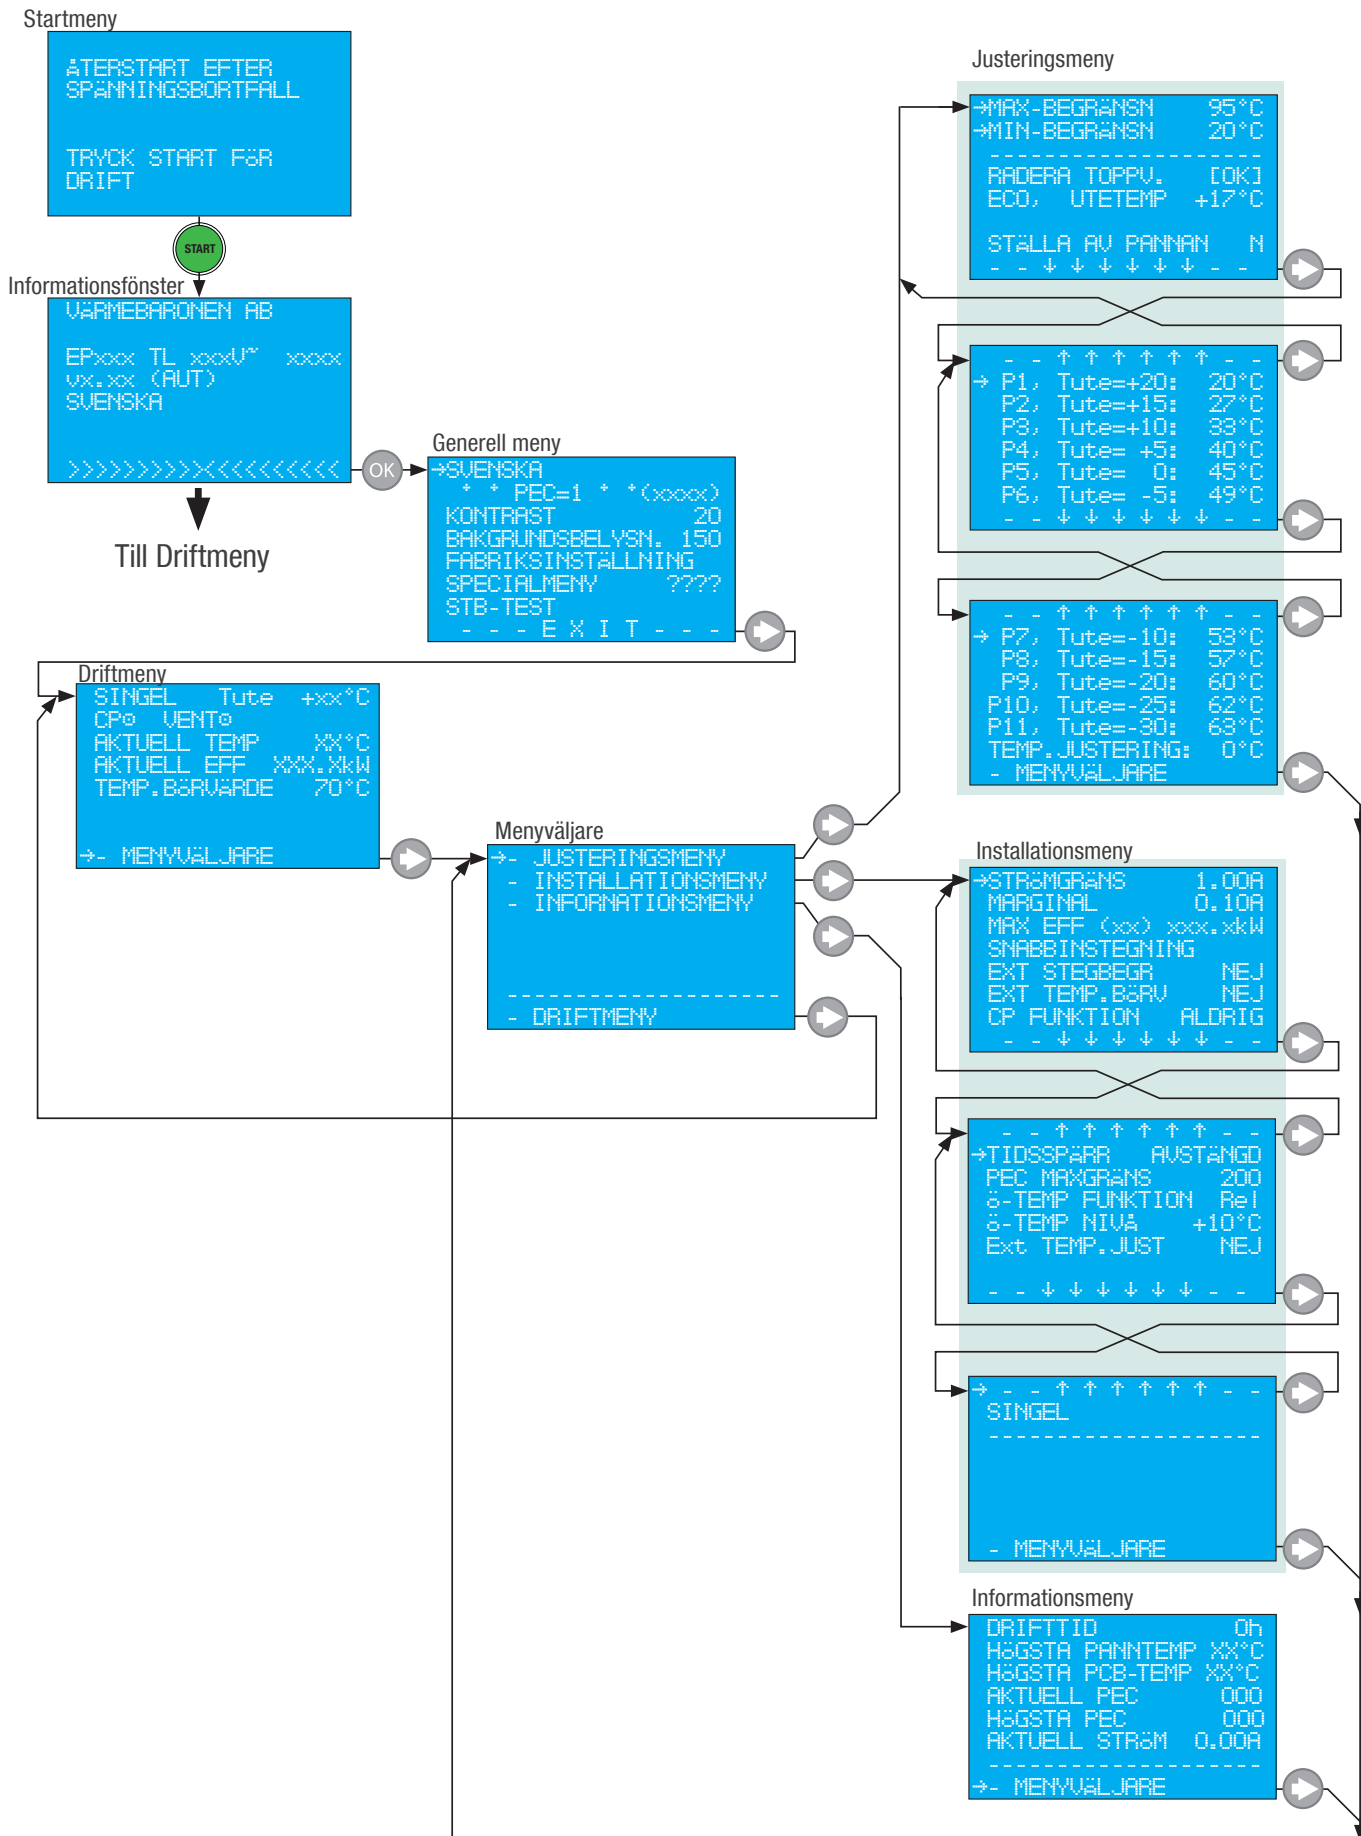 Startmeny
ÅTERSTART EFTER
SPÄNNINGSBORTFALL
TRYCK START FÖR
DRIFT
START
Informationsfönster
VÄRMEBARONEN AB
EPxxx TL xxxV~ xxxx
vx.xx (AUT)
SVENSKA
>>>>>>>>>><<<<<<<<<<
OK
Till Driftmeny
Generell meny
→SVENSKA
* * PEC=1 * *(xxxx)
KONTRAST 20
BAKGRUNDSBELYSN. 150
FABRIKSINSTÄLLNING
SPECIALMENY ????
STB-TEST
- - - E X I T - - -
Driftmeny
SINGEL Tute +xx°C
CP⊙ VENT⊙
AKTUELL TEMP XX°C
AKTUELL EFF XXX.XkW
TEMP.BÖRVÄRDE 70°C
→- MENYVÄLJARE
Menyväljare
→- JUSTERINGSMENY
- INSTALLATIONSMENY
- INFORNATIONSMENY
--------------------
- DRIFTMENY
Justeringsmeny
→MAX-BEGRÄNSN 95°C
→MIN-BEGRÄNSN 20°C
--------------------
RADERA TOPPV. [OK]
ECO, UTETEMP +17°C
STÄLLA AV PANNAN N
- - ↓ ↓ ↓ ↓ ↓ ↓ - -
- - ↑ ↑ ↑ ↑ ↑ ↑ - -
→ P1, Tute=+20: 20°C
P2, Tute=+15: 27°C
P3, Tute=+10: 33°C
P4, Tute= +5: 40°C
P5, Tute= 0: 45°C
P6, Tute= -5: 49°C
- - ↓ ↓ ↓ ↓ ↓ ↓ - -
- - ↑ ↑ ↑ ↑ ↑ ↑ - -
→ P7, Tute=-10: 53°C
P8, Tute=-15: 57°C
P9, Tute=-20: 60°C
P10, Tute=-25: 62°C
P11, Tute=-30: 63°C
TEMP.JUSTERING: 0°C
- MENYVÄLJARE
Installationsmeny
→STRÖMGRÄNS 1.00A
MARGINAL 0.10A
MAX EFF (xx) xxx.xkW
SNABBINSTEGNING
EXT STEGBEGR NEJ
EXT TEMP.BÖRV NEJ
CP FUNKTION ALDRIG
- - ↓ ↓ ↓ ↓ ↓ ↓ - -
- - ↑ ↑ ↑ ↑ ↑ ↑ - -
→TIDSSPÄRR AVSTÄNGD
PEC MAXGRÄNS 200
ö-TEMP FUNKTION Rel
ö-TEMP NIVÅ +10°C
Ext TEMP.JUST NEJ
- - ↓ ↓ ↓ ↓ ↓ ↓ - -
→ - - ↑ ↑ ↑ ↑ ↑ ↑ - -
SINGEL
--------------------
- MENYVÄLJARE
Informationsmeny
DRIFTTID 0h
HÖGSTA PANNTEMP XX°C
HÖGSTA PCB-TEMP XX°C
AKTUELL PEC 000
HÖGSTA PEC 000
AKTUELL STRÖM 0.00A
--------------------
→- MENYVÄLJARE